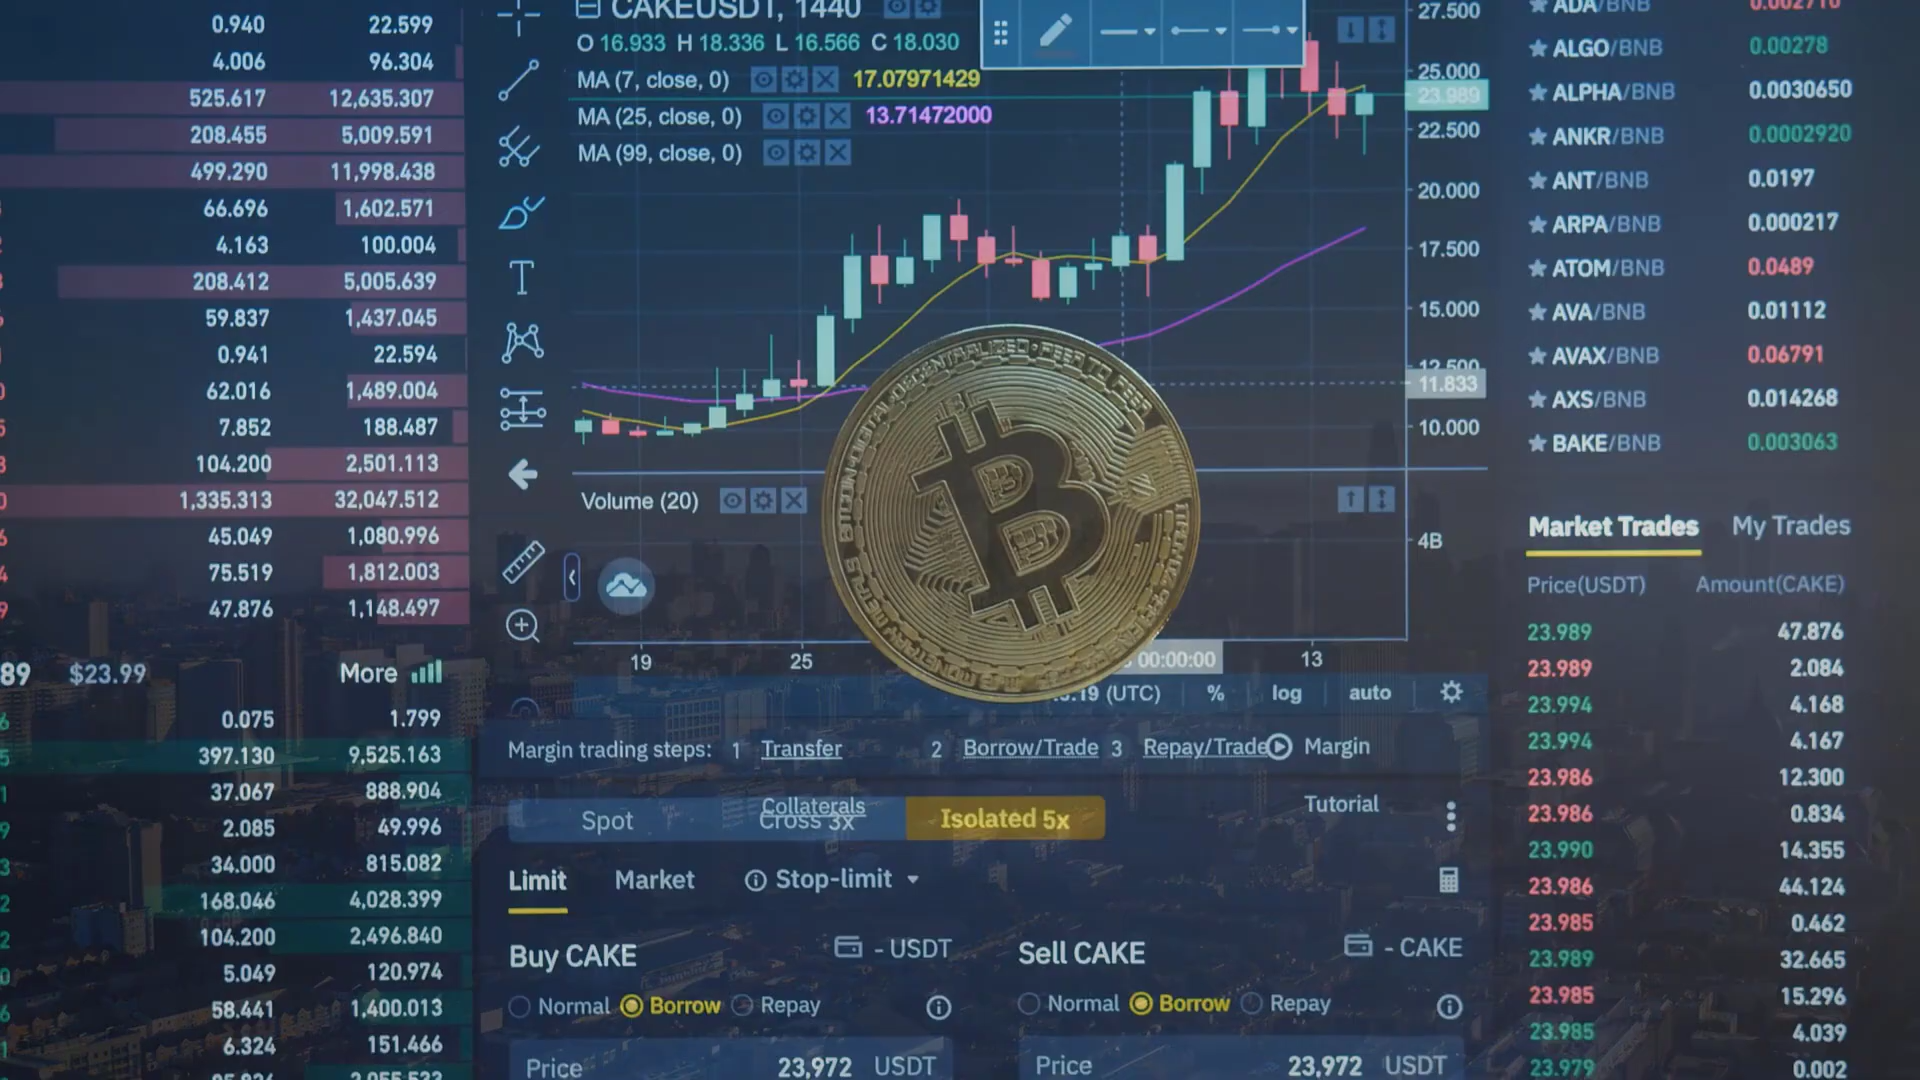 0.940 22.599
4.006 96.304
525.617 12,635.307
208.455 5,009.591
499.290 11,998.438
66.696 1,602.571
4.163 100.004
208.412 5,005.639
59.837 1,437.045
0.941 22.594
62.016 1,489.004
7.852 188.487
104.200 2,501.113
1,335.313 32,047.512
45.049 1,080.996
75.519 1,812.003
47.876 1,148.497
89 $23.99 More
0.075 1.799
397.130 9,525.163
37.067 888.904
2.085 49.996
34.000 815.082
168.046 4,028.399
104.200 2,496.840
5.049 120.974
58.441 1,400.013
6.324 151.466
CAKEUSDT, 1440
O 16.933 H 18.336 L 16.566 C 18.030
MA (7, close, 0) 17.07971429
MA (25, close, 0) 13.71472000
MA (99, close, 0)
27.500
25.000
23.989
22.500
20.000
17.500
15.000
12.500
11.833
10.000
Volume (20)
4B
DIGITAL • DECENTRALIZED • PEER TO PEER
BITCOIN
B
19 25 00:00:00 13
19 (UTC) % log auto
Margin trading steps: 1 Transfer 2 Borrow/Trade 3 Repay/Trade Margin
Collaterals Tutorial
Spot Cross 3x Isolated 5x
Limit Market Stop-limit
Buy CAKE - USDT Sell CAKE - CAKE
Normal Borrow Repay Normal Borrow Repay
Price 23,972 USDT Price 23,972 USDT
ADA/BNB 0.002710
ALGO/BNB 0.00278
ALPHA/BNB 0.0030650
ANKR/BNB 0.0002920
ANT/BNB 0.0197
ARPA/BNB 0.000217
ATOM/BNB 0.0489
AVA/BNB 0.01112
AVAX/BNB 0.06791
AXS/BNB 0.014268
BAKE/BNB 0.003063
Market Trades My Trades
Price(USDT) Amount(CAKE)
23.989 47.876
23.989 2.084
23.994 4.168
23.994 4.167
23.986 12.300
23.986 0.834
23.990 14.355
23.986 44.124
23.985 0.462
23.989 32.665
23.985 15.296
23.985 4.039
23.979 0.002